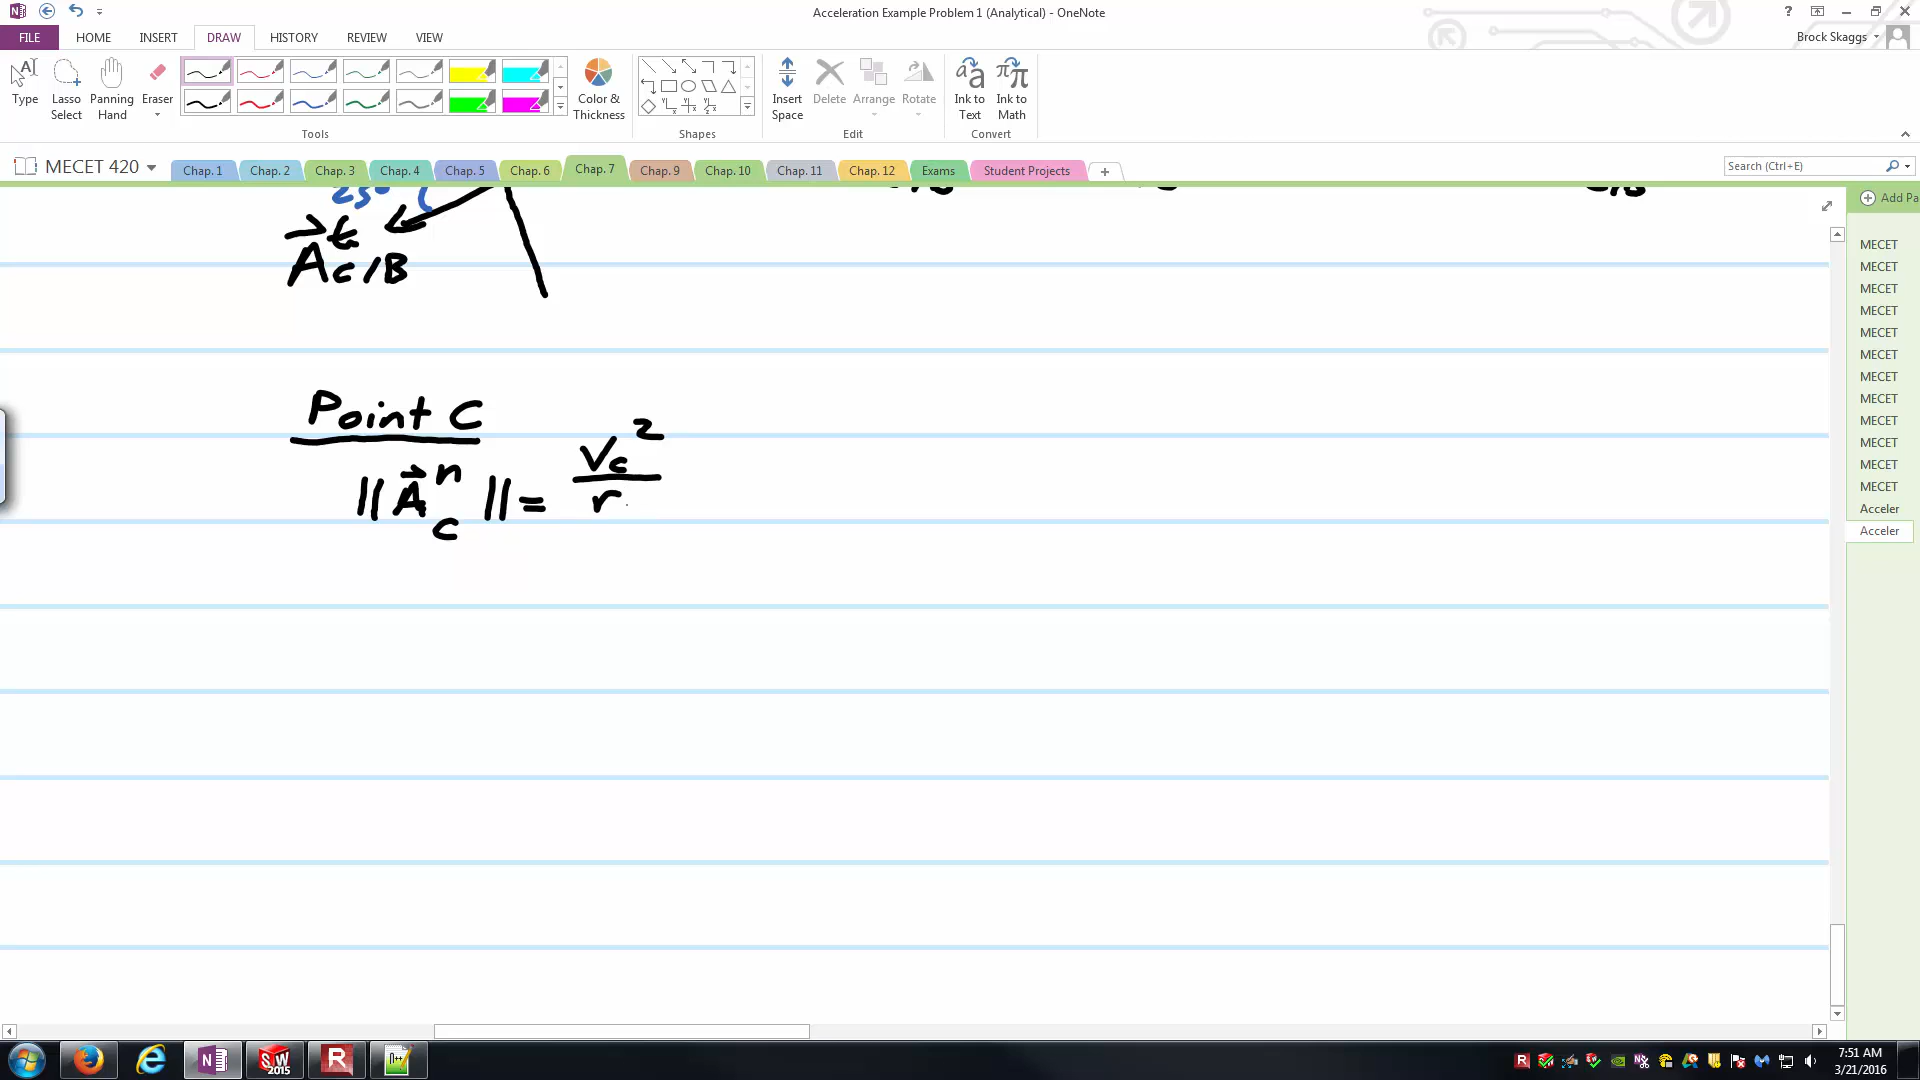 Acceleration Example Problem 1 (Analytical) - OneNote
FILE HOME INSERT DRAW HISTORY REVIEW VIEW
Brock Skaggs
Type
Lasso Select
Panning Hand
Eraser
Color & Thickness
Insert Space
Delete
Arrange
Rotate
Ink to Text
Ink to Math
Tools Shapes Edit Convert
MECET 420 Chap. 1 Chap. 2 Chap. 3 Chap. 4 Chap. 5 Chap. 6 Chap. 7 Chap. 9 Chap. 10 Chap. 11 Chap. 12 Exams Student Projects
Search (Ctrl+E)
Add Pa
MECET
MECET
MECET
MECET
MECET
MECET
MECET
MECET
MECET
MECET
MECET
MECET
Acceler
Acceler
A⃗ᵗ C/B
Point C
||A⃗ⁿ_C|| = V_C² / r
SW 2015
7:51 AM
3/21/2016